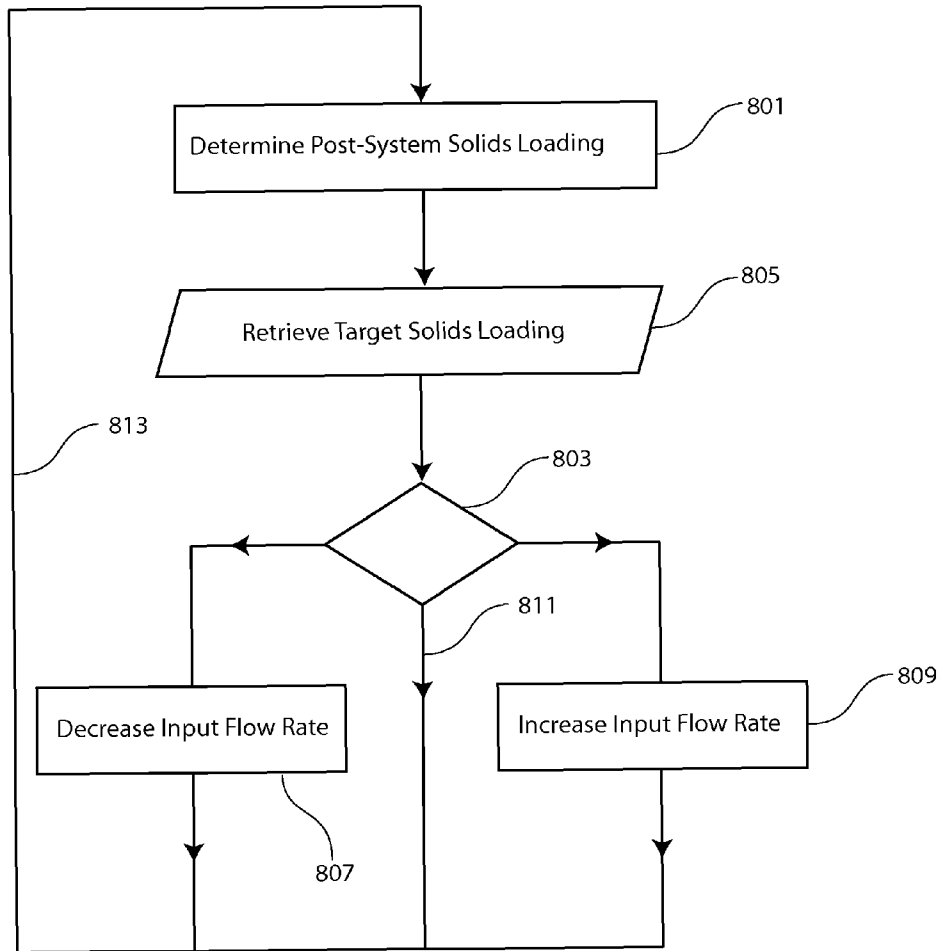 801
Determine Post-System Solids Loading
805
Retrieve Target Solids Loading
813
803
811
809
Decrease Input Flow Rate
Increase Input Flow Rate
807